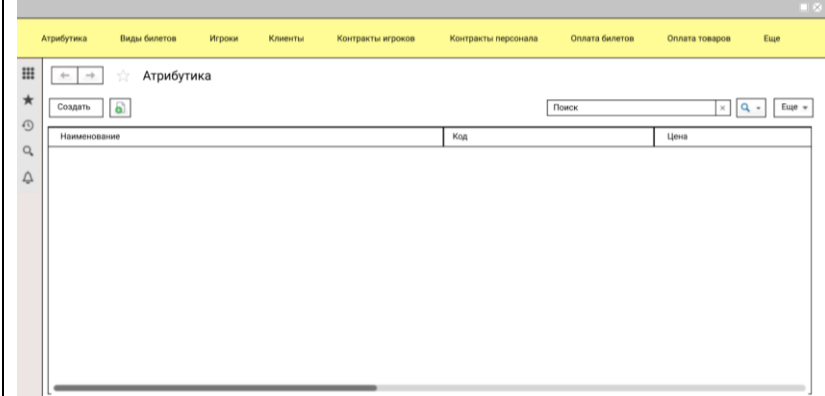 Атрибутика Виды билетов Игроки Клиенты Контракты игроков Контракты персонала Оплата билетов Оплата товаров Еще
Атрибутика
Создать Поиск Еще
Наименование Код Цена